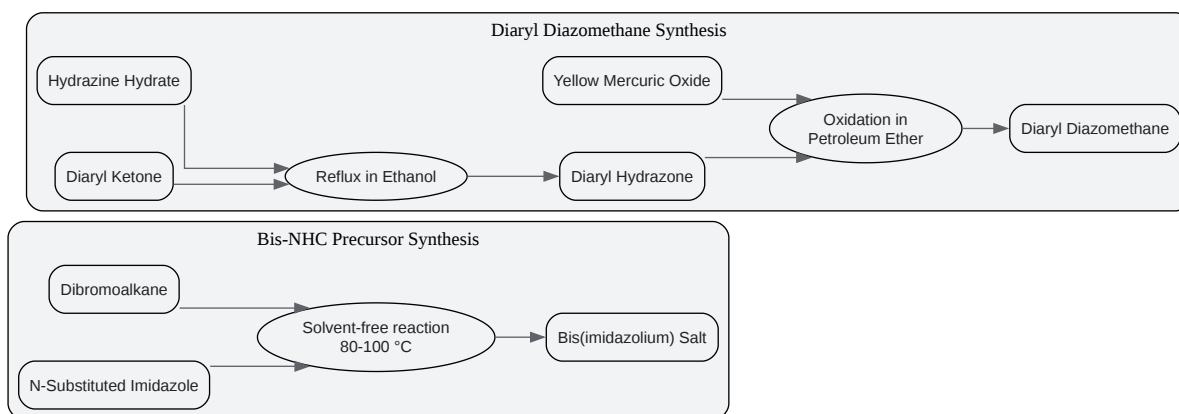 Diaryl Diazomethane Synthesis
Hydrazine Hydrate
Yellow Mercuric Oxide
Oxidation in
Petroleum Ether
Diaryl Diazomethane
Diaryl Ketone
Reflux in Ethanol
Diaryl Hydrazone
Bis-NHC Precursor Synthesis
Dibromoalkane
Solvent-free reaction
80-100 °C
Bis(imidazolium) Salt
N-Substituted Imidazole